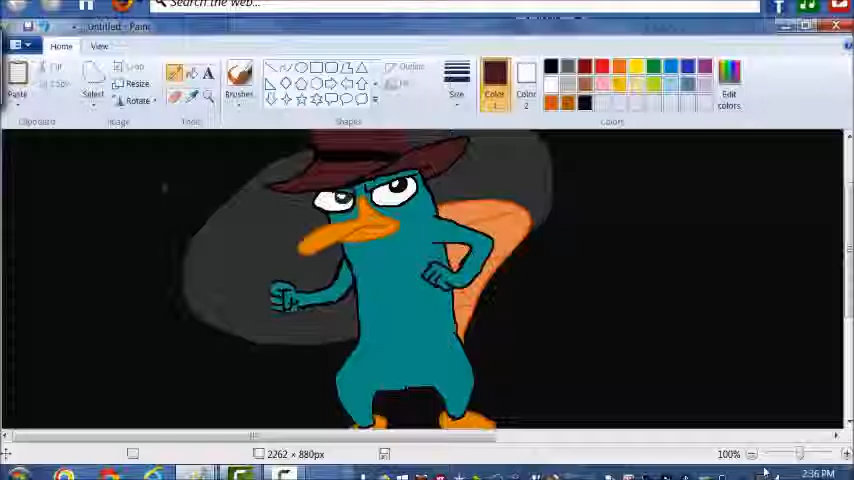 Search the web...
Untitled - Paint
Home View
Paste
Cut
Select
Crop
Resize
Rotate
Brushes
Outline
Fill
Size
Color
1
Color
2
Edit
colors
Clipboard
Image
Tools
Shapes
Colors
2262 × 880px
100%
2:36 PM